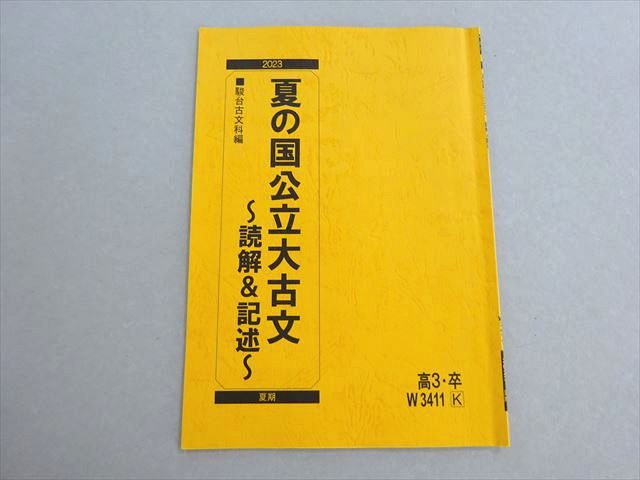 2023
夏の国公立大古文
～読解&記述～
■駿台古文科編
夏期
高3・卒
W3411 K